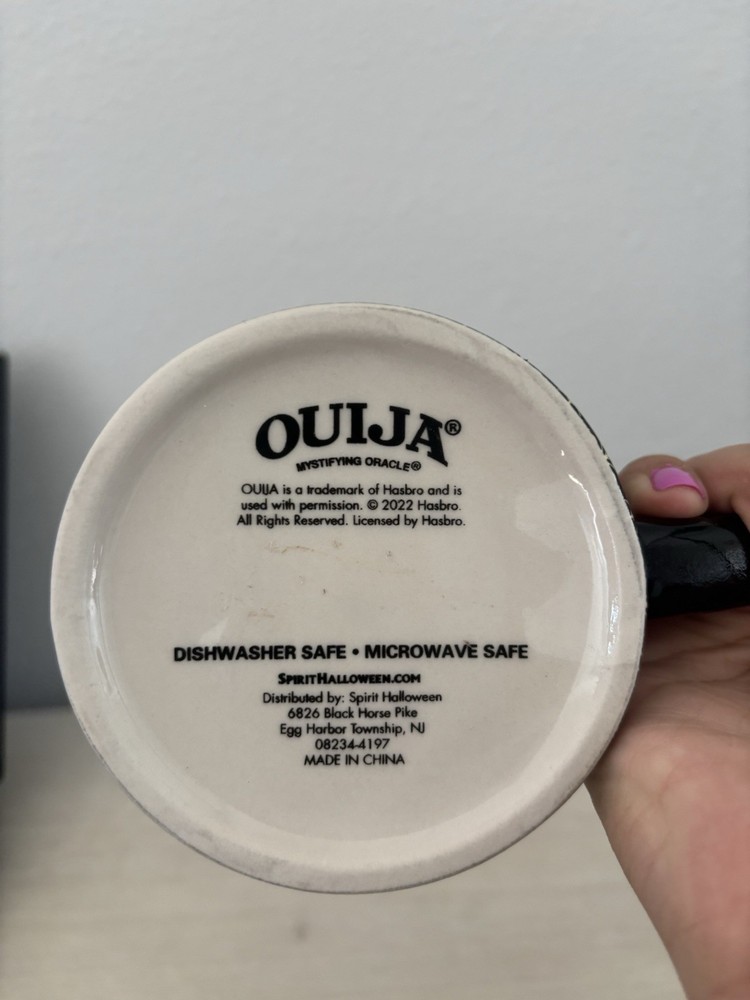 OUIJA®
MYSTIFYING ORACLE®
OUIJA is a trademark of Hasbro and is
used with permission. © 2022 Hasbro.
All Rights Reserved. Licensed by Hasbro.
DISHWASHER SAFE • MICROWAVE SAFE
SPIRITHALLOWEEN.COM
Distributed by: Spirit Halloween
6826 Black Horse Pike
Egg Harbor Township, NJ
08234-4197
MADE IN CHINA